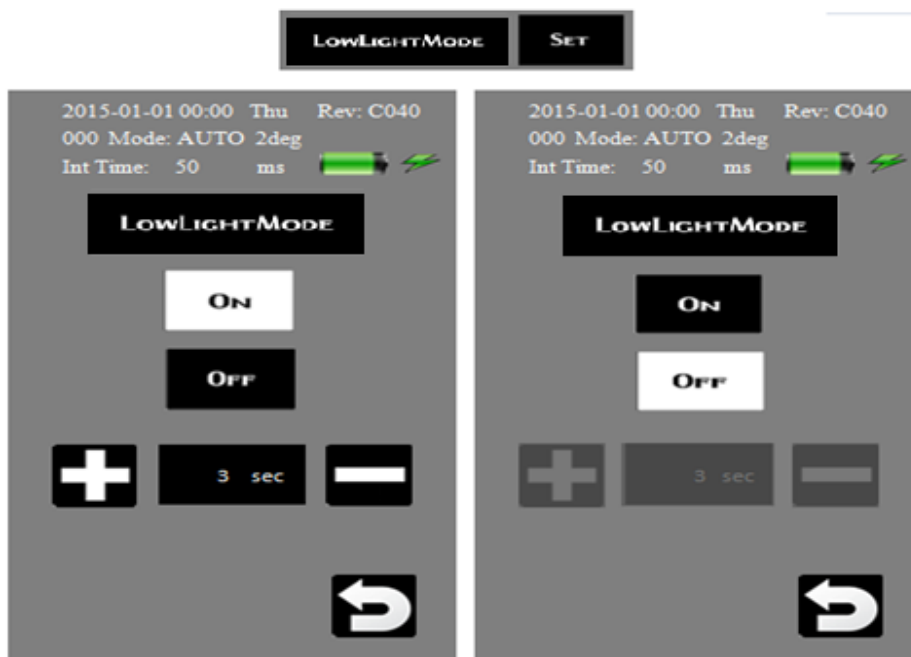 LowLightMode Set
2015-01-01 00:00 Thu Rev: C040
000 Mode: AUTO 2deg
Int Time: 50 ms
LowLightMode
On
Off
3 sec
2015-01-01 00:00 Thu Rev: C040
000 Mode: AUTO 2deg
Int Time: 50 ms
LowLightMode
On
Off
3 sec